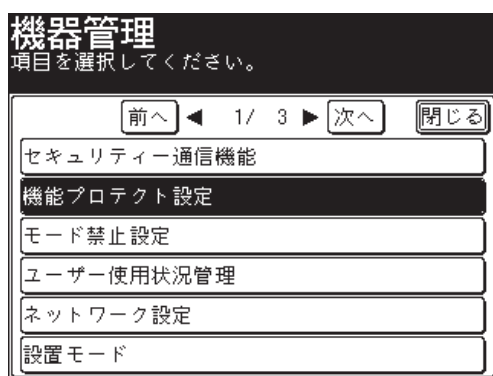 機器管理
項目を選択してください。
前へ ◀ 1/ 3 ▶ 次へ 閉じる
セキュリティー通信機能
機能プロテクト設定
モード禁止設定
ユーザー使用状況管理
ネットワーク設定
設置モード